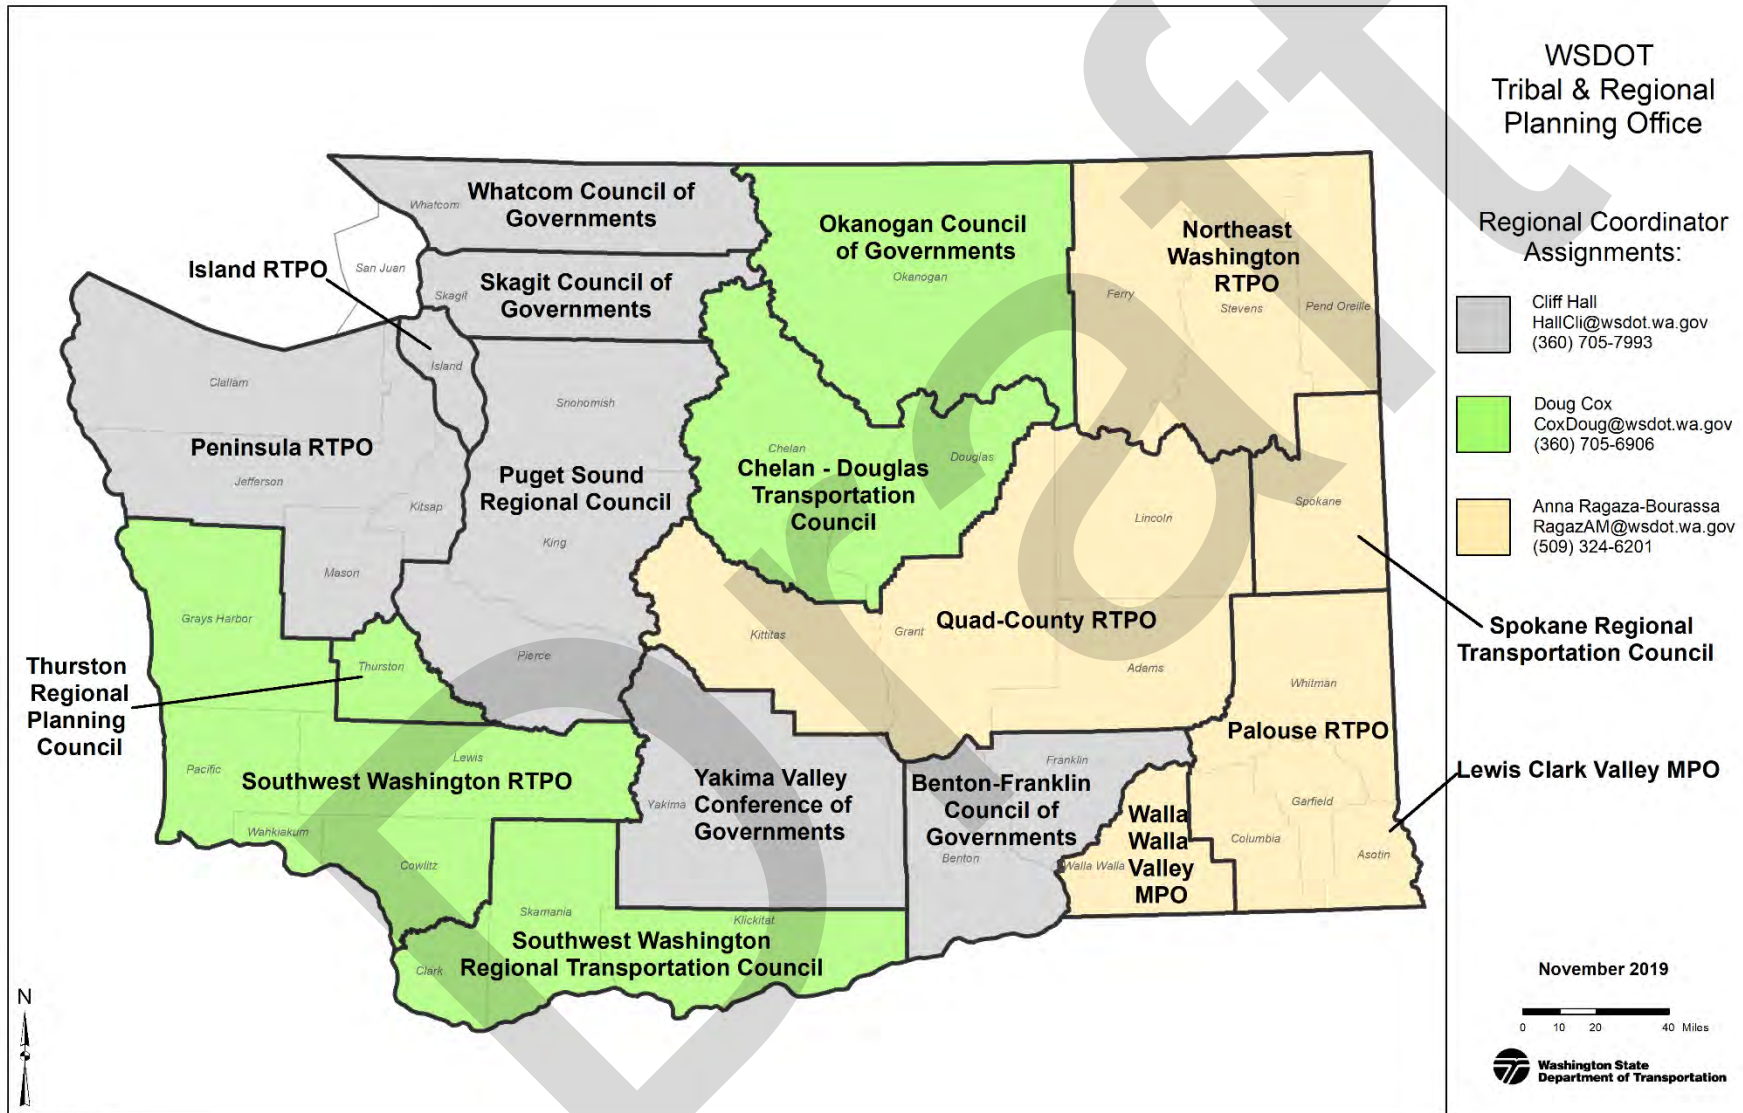 WSDOT
Tribal & Regional
Planning Office
Regional Coordinator
Assignments:
Cliff Hall
HallCli@wsdot.wa.gov
(360) 705-7993
Doug Cox
CoxDoug@wsdot.wa.gov
(360) 705-6906
Anna Ragaza-Bourassa
RagazAM@wsdot.wa.gov
(509) 324-6201
Whatcom
Whatcom Council of
Governments
San Juan
Island RTPO
Skagit
Skagit Council of
Governments
Okanogan Council
of Governments
Okanogan
Northeast
Washington
RTPO
Ferry
Stevens
Pend Oreille
Island
Clallam
Snohomish
Peninsula RTPO
Jefferson
Kitsap
Mason
Puget Sound
Regional Council
King
Pierce
Chelan
Douglas
Chelan - Douglas
Transportation
Council
Lincoln
Spokane
Spokane Regional
Transportation Council
Grays Harbor
Thurston
Thurston
Regional
Planning
Council
Kittitas
Grant
Quad-County RTPO
Adams
Whitman
Palouse RTPO
Lewis Clark Valley MPO
Garfield
Columbia
Asotin
Pacific
Lewis
Southwest Washington RTPO
Wahkiakum
Cowlitz
Yakima
Yakima Valley
Conference of
Governments
Franklin
Benton-Franklin
Council of
Governments
Benton
Walla Walla
Walla
Walla
Valley
MPO
Skamania
Klickitat
Southwest Washington
Regional Transportation Council
Clark
N
November 2019
0 10 20 40 Miles
Washington State
Department of Transportation
Draft